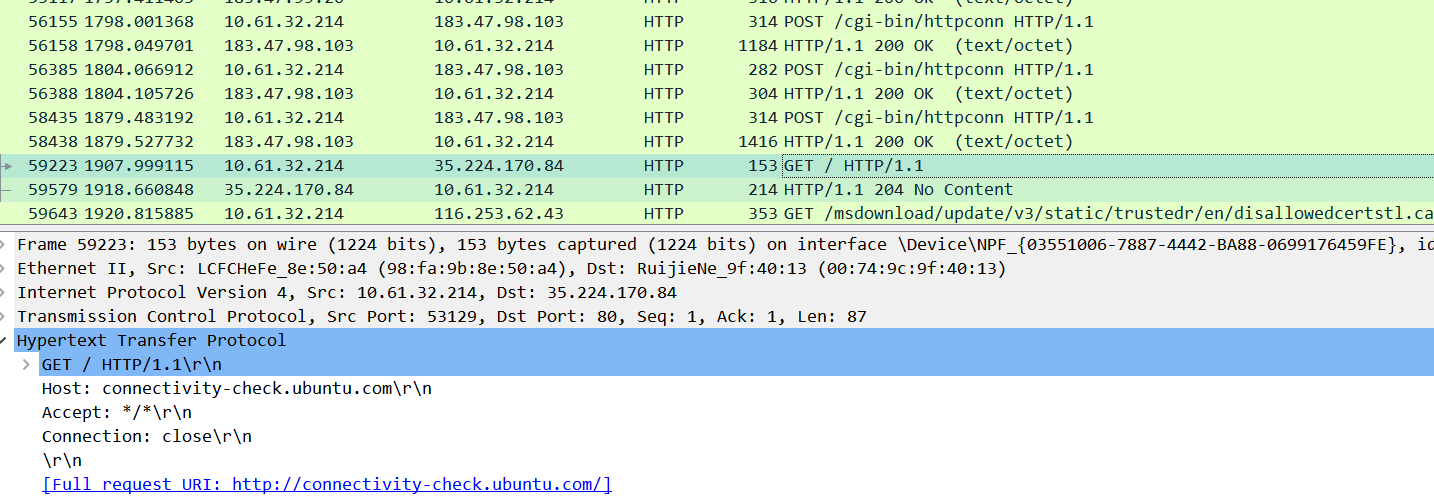 56155 1798.001368 10.61.32.214 183.47.98.103 HTTP 314 POST /cgi-bin/httpconn HTTP/1.1
56158 1798.049701 183.47.98.103 10.61.32.214 HTTP 1184 HTTP/1.1 200 OK (text/octet)
56385 1804.066912 10.61.32.214 183.47.98.103 HTTP 282 POST /cgi-bin/httpconn HTTP/1.1
56388 1804.105726 183.47.98.103 10.61.32.214 HTTP 304 HTTP/1.1 200 OK (text/octet)
58435 1879.483192 10.61.32.214 183.47.98.103 HTTP 314 POST /cgi-bin/httpconn HTTP/1.1
58438 1879.527732 183.47.98.103 10.61.32.214 HTTP 1416 HTTP/1.1 200 OK (text/octet)
59223 1907.999115 10.61.32.214 35.224.170.84 HTTP 153 GET / HTTP/1.1
59579 1918.660848 35.224.170.84 10.61.32.214 HTTP 214 HTTP/1.1 204 No Content
59643 1920.815885 10.61.32.214 116.253.62.43 HTTP 353 GET /msdownload/update/v3/static/trustedr/en/disallowedcertstl.ca
Frame 59223: 153 bytes on wire (1224 bits), 153 bytes captured (1224 bits) on interface \Device\NPF_{03551006-7887-4442-BA88-0699176459FE}, id
Ethernet II, Src: LCFCHeFe_8e:50:a4 (98:fa:9b:8e:50:a4), Dst: RuijieNe_9f:40:13 (00:74:9c:9f:40:13)
Internet Protocol Version 4, Src: 10.61.32.214, Dst: 35.224.170.84
Transmission Control Protocol, Src Port: 53129, Dst Port: 80, Seq: 1, Ack: 1, Len: 87
Hypertext Transfer Protocol
GET / HTTP/1.1\r\n
Host: connectivity-check.ubuntu.com\r\n
Accept: */*\r\n
Connection: close\r\n
\r\n
[Full request URI: http://connectivity-check.ubuntu.com/]